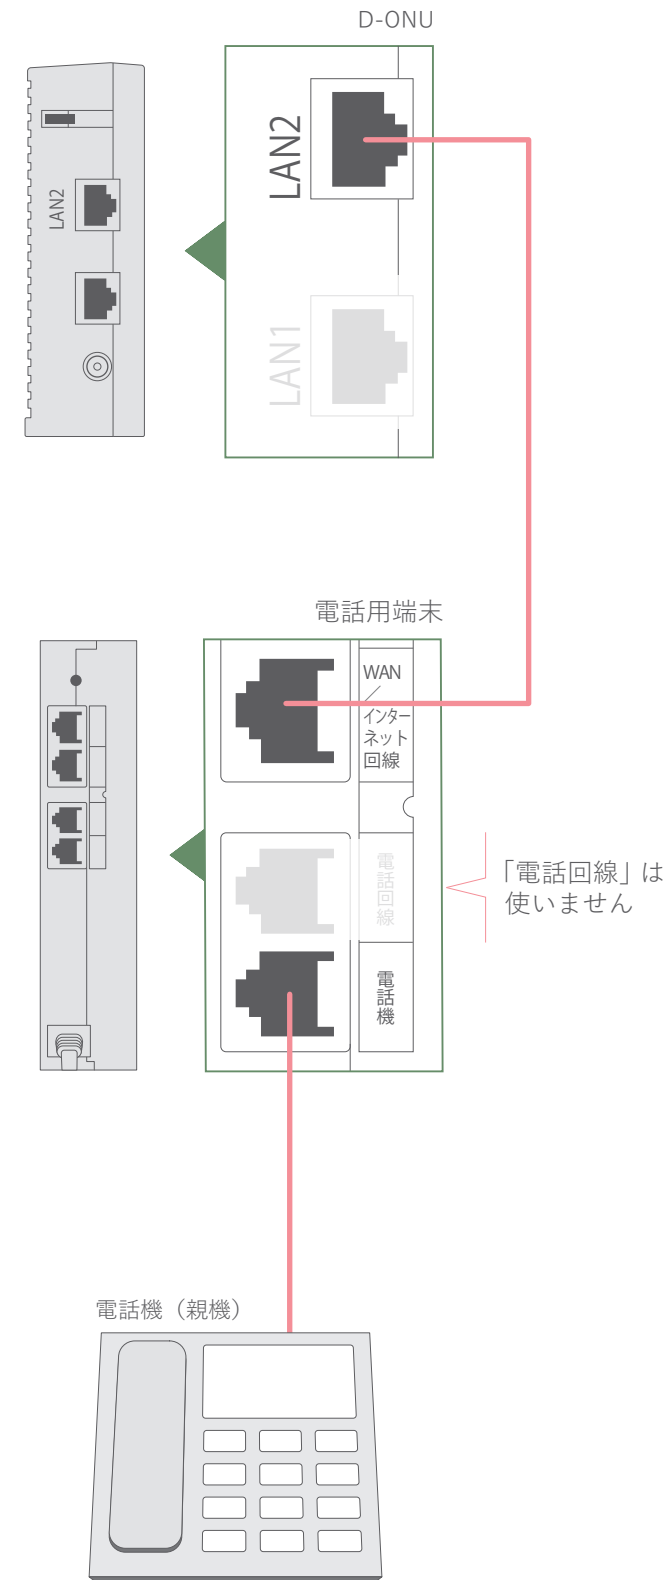 D-ONU
LAN2
LAN2
LAN1
電話用端末
WAN
／
インター
ネット
回線
電話回線
「電話回線」は
使いません
電話機
電話機（親機）